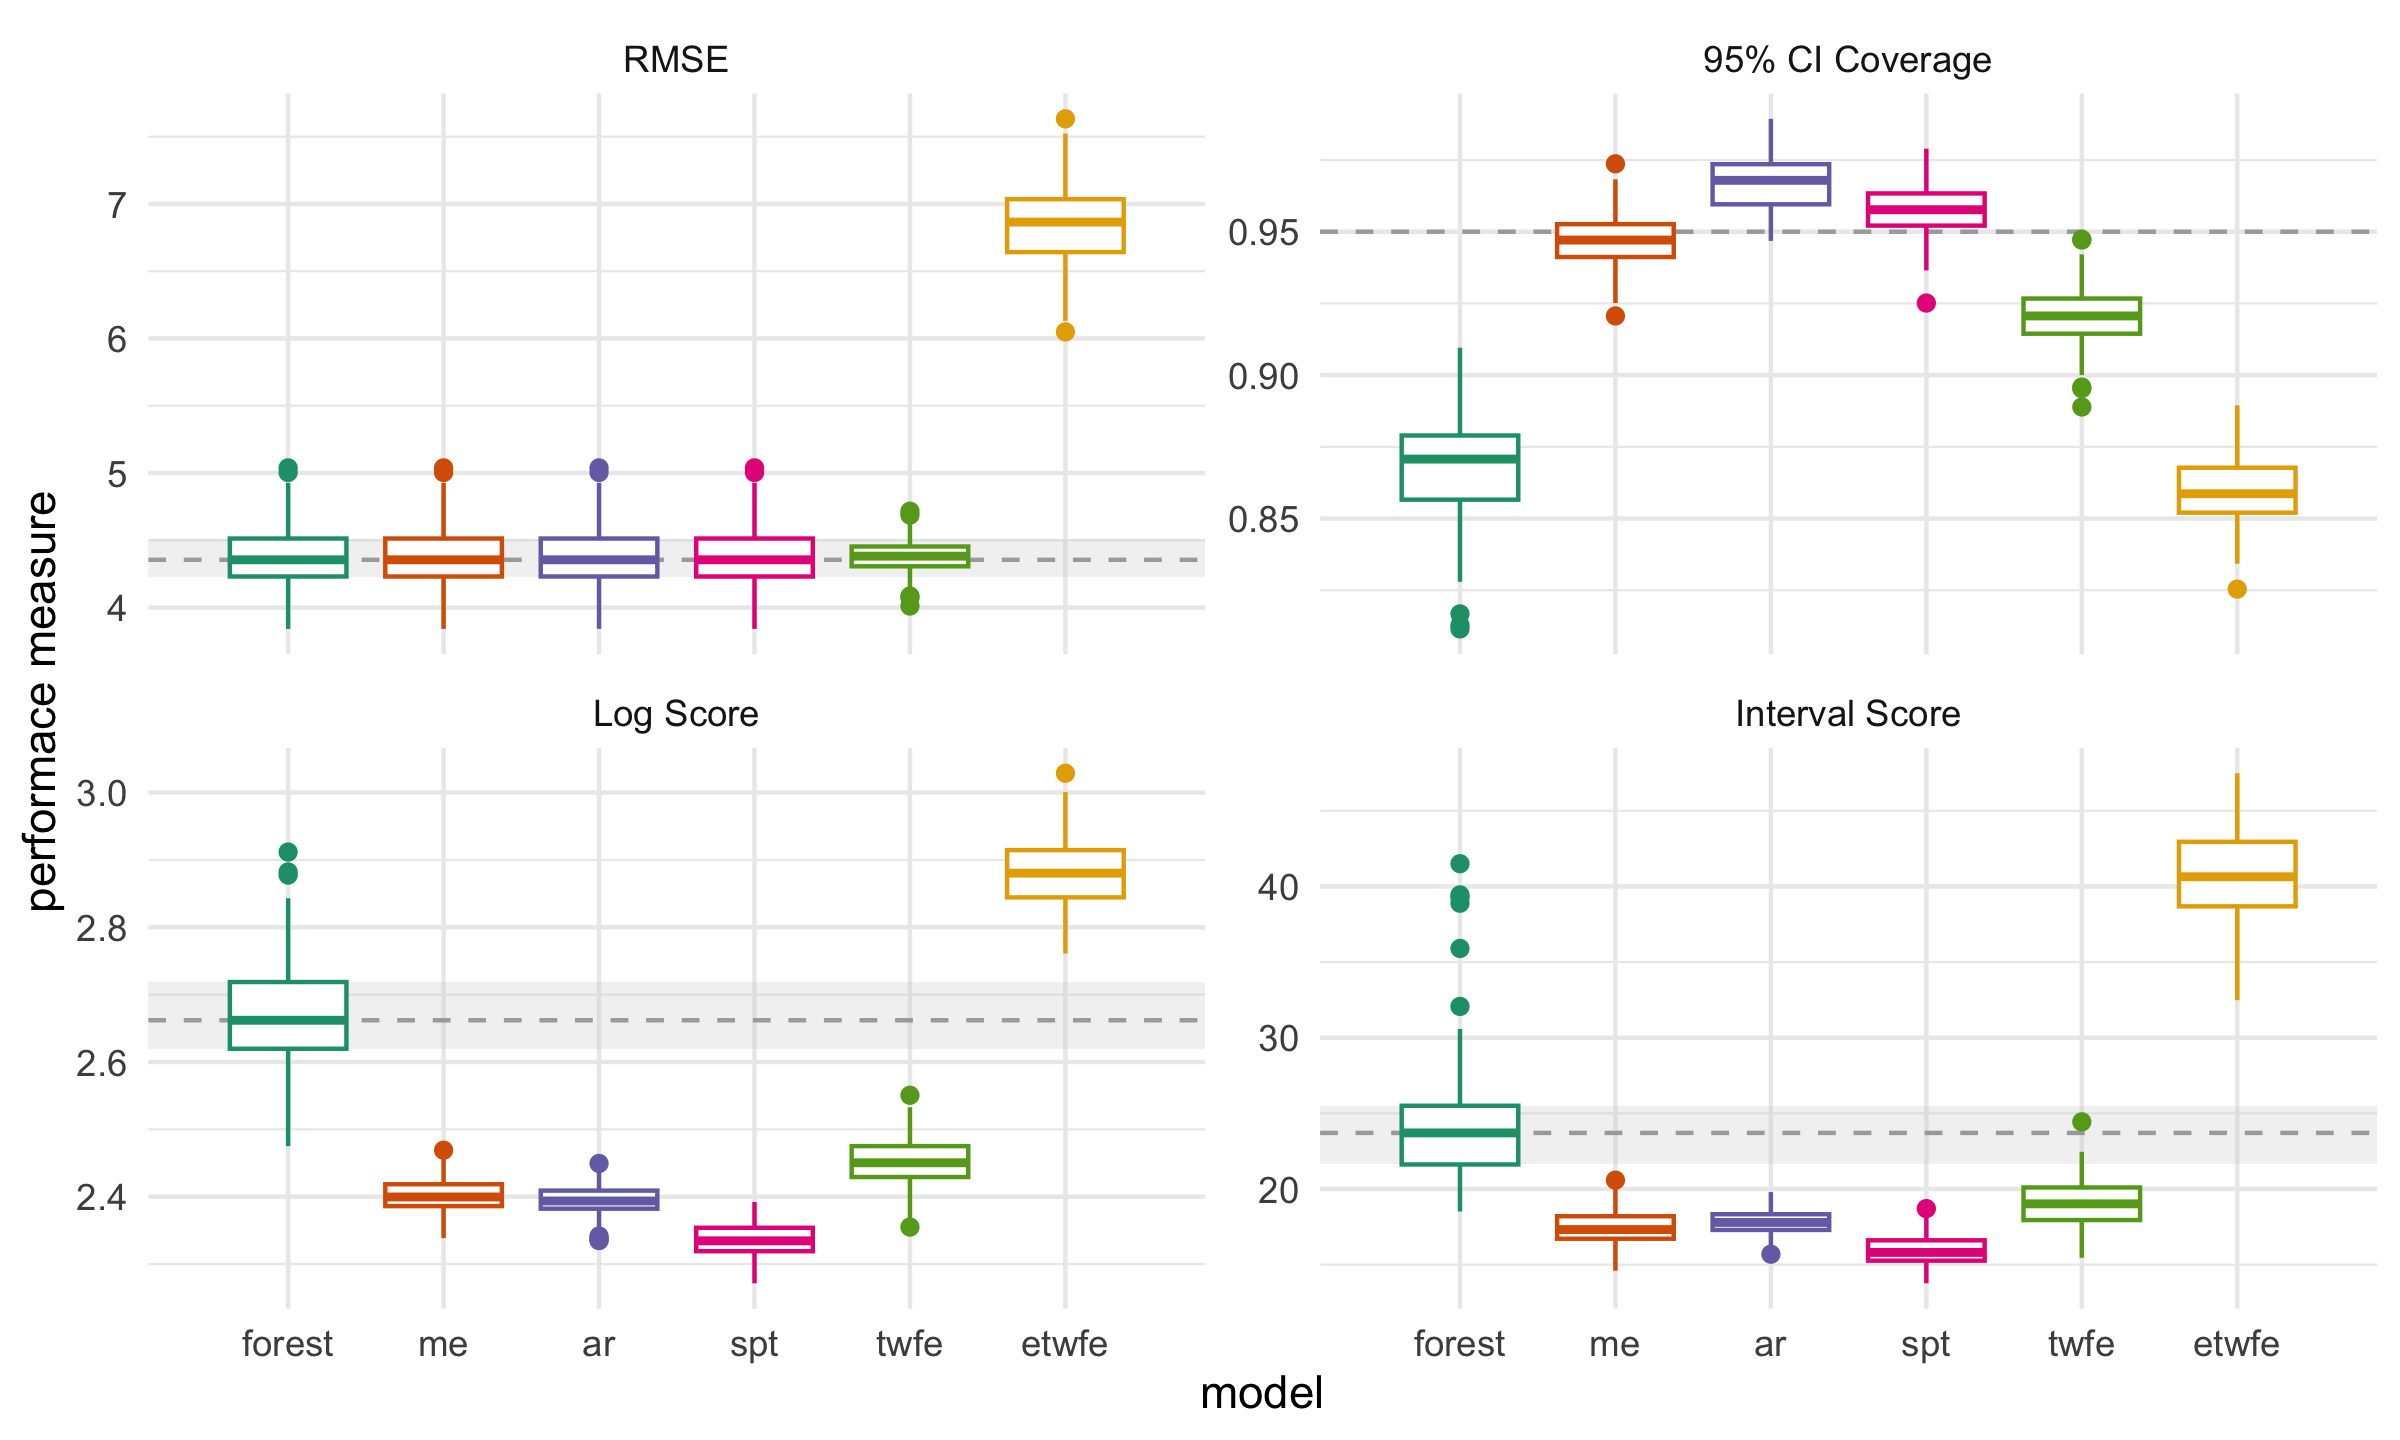 RMSE
95% CI Coverage
7
6
5
4
0.95
0.90
0.85
performace measure
Log Score
Interval Score
3.0
2.8
2.6
2.4
40
30
20
forest me ar spt twfe etwfe
forest me ar spt twfe etwfe
model